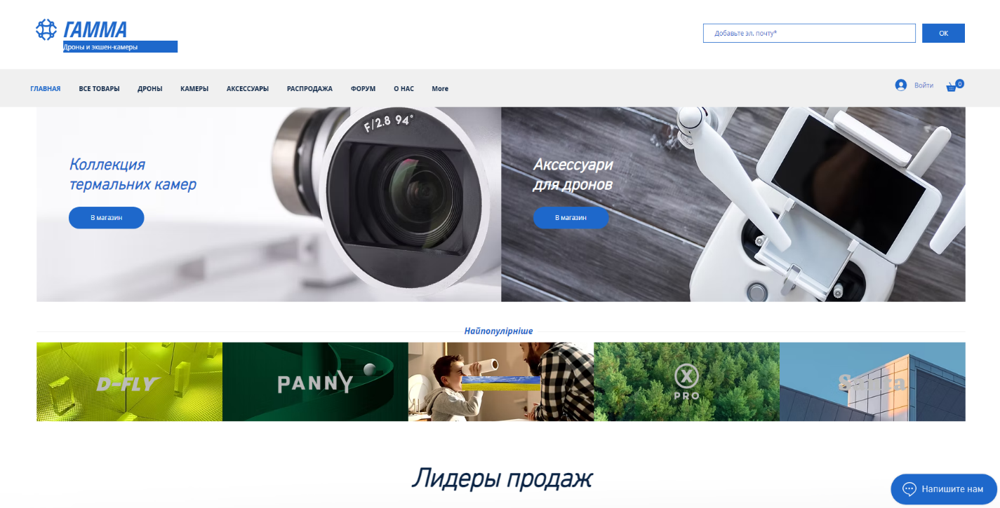 ГАММА
Дроны и экшен-камеры
Добавьте эл. почту*
ОК
ГЛАВНАЯ
ВСЕ ТОВАРЫ
ДРОНЫ
КАМЕРЫ
АКСЕССУАРЫ
РАСПРОДАЖА
ФОРУМ
О НАС
More
Войти
0
F/2.8 94°
Коллекция
термальних камер
В магазин
Аксессуари
для дронов
В магазин
Найпопулірніше
D-FLY
PANNY
X
PRO
Лидеры продаж
Напишите нам